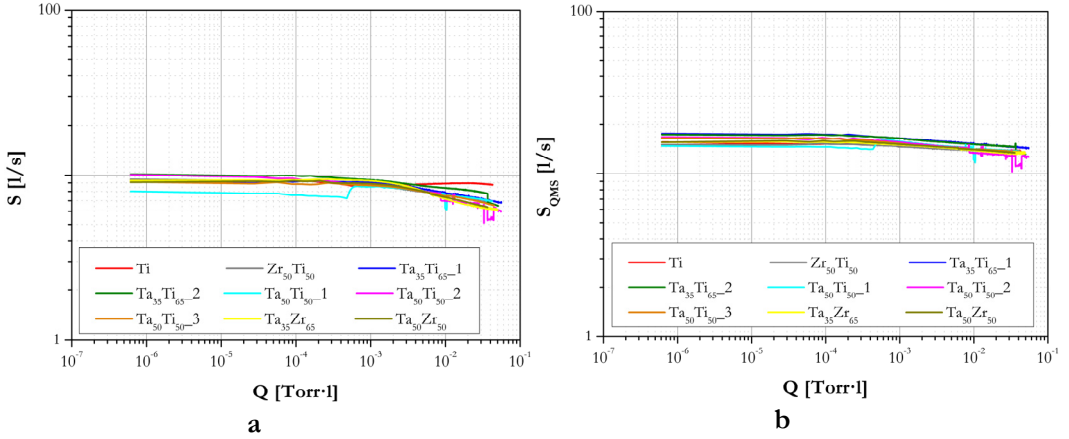 100
S [l/s]
1
10⁻⁷ 10⁻⁶ 10⁻⁵ 10⁻⁴ 10⁻³ 10⁻² 10⁻¹
Q [Torr·l]
Ti Zr₅₀Ti₅₀ Ta₃₅Ti₆₅_1
Ta₃₅Ti₆₅_2 Ta₅₀Ti₅₀_1 Ta₅₀Ti₅₀_2
Ta₅₀Ti₅₀_3 Ta₃₅Zr₆₅ Ta₅₀Zr₅₀
a
100
S_QMS [l/s]
1
10⁻⁷ 10⁻⁶ 10⁻⁵ 10⁻⁴ 10⁻³ 10⁻² 10⁻¹
Q [Torr·l]
Ti Zr₅₀Ti₅₀ Ta₃₅Ti₆₅_1
Ta₃₅Ti₆₅_2 Ta₅₀Ti₅₀_1 Ta₅₀Ti₅₀_2
Ta₅₀Ti₅₀_3 Ta₃₅Zr₆₅ Ta₅₀Zr₅₀
b